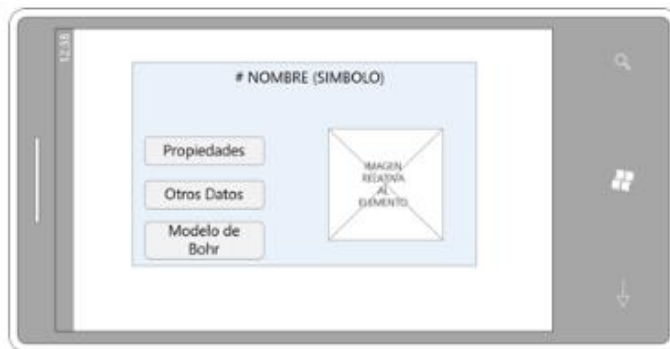 12:38
# NOMBRE (SIMBOLO)
Propiedades
Otros Datos
Modelo de
Bohr
IMAGEN
RELATIVA
AL
ELEMENTO